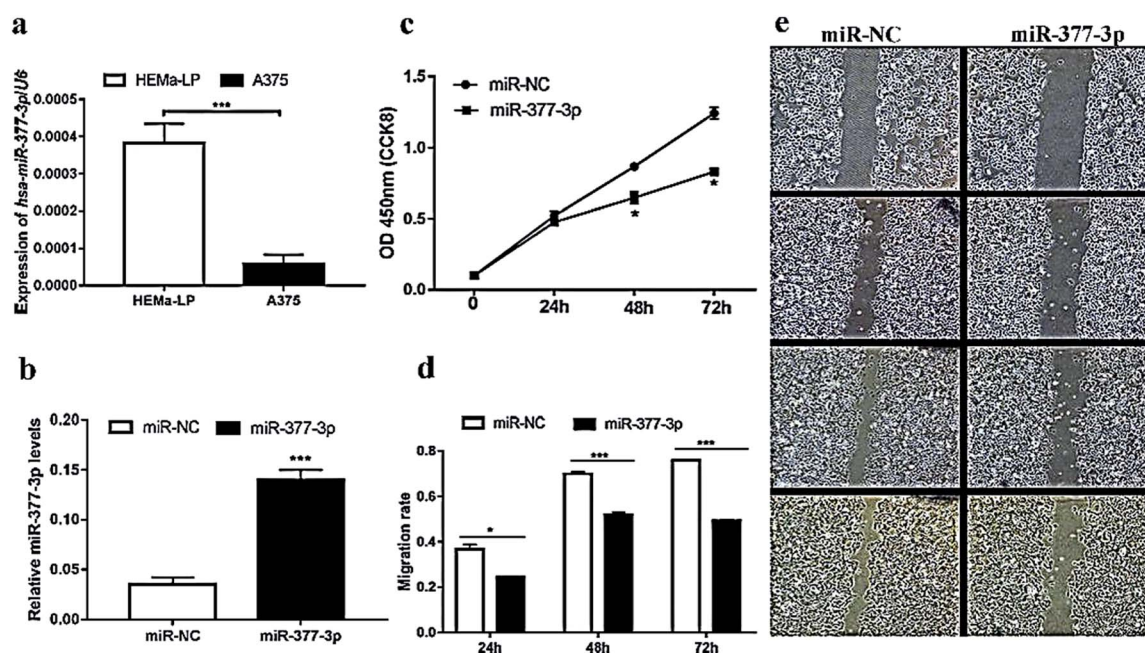 a
HEMa-LP
A375
***
0.0005
0.0004
0.0003
0.0002
0.0001
0.0000
Expression of hsa-miR-377-3p/U6
HEMa-LP
A375
b
miR-NC
miR-377-3p
0.20
0.15
0.10
0.05
0.00
Relative miR-377-3p levels
***
miR-NC
miR-377-3p
c
miR-NC
miR-377-3p
1.5
1.0
0.5
0.0
OD 450nm (CCK8)
*
*
0
24h
48h
72h
d
miR-NC
miR-377-3p
0.8
0.6
0.4
0.2
0.0
Migration rate
*
***
***
24h
48h
72h
e
miR-NC
miR-377-3p